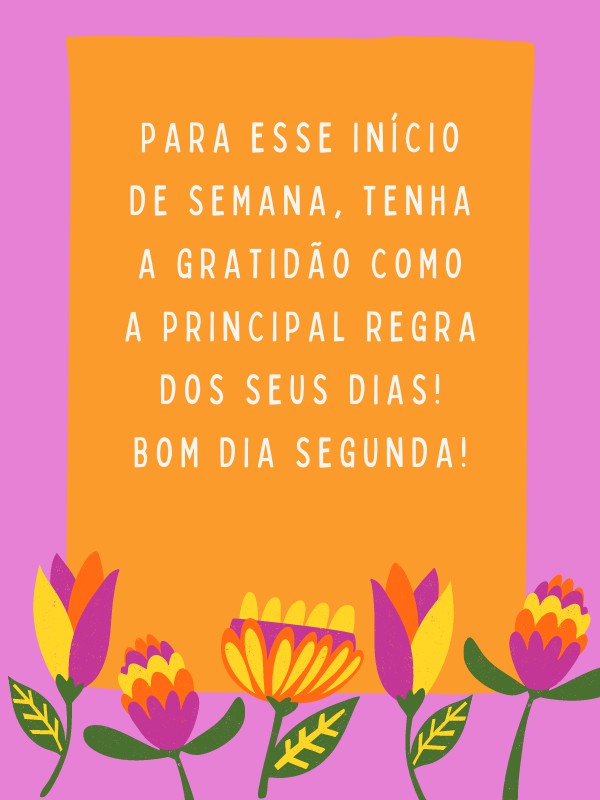 PARA ESSE INÍCIO
DE SEMANA, TENHA
A GRATIDÃO COMO
A PRINCIPAL REGRA
DOS SEUS DIAS!
BOM DIA SEGUNDA!